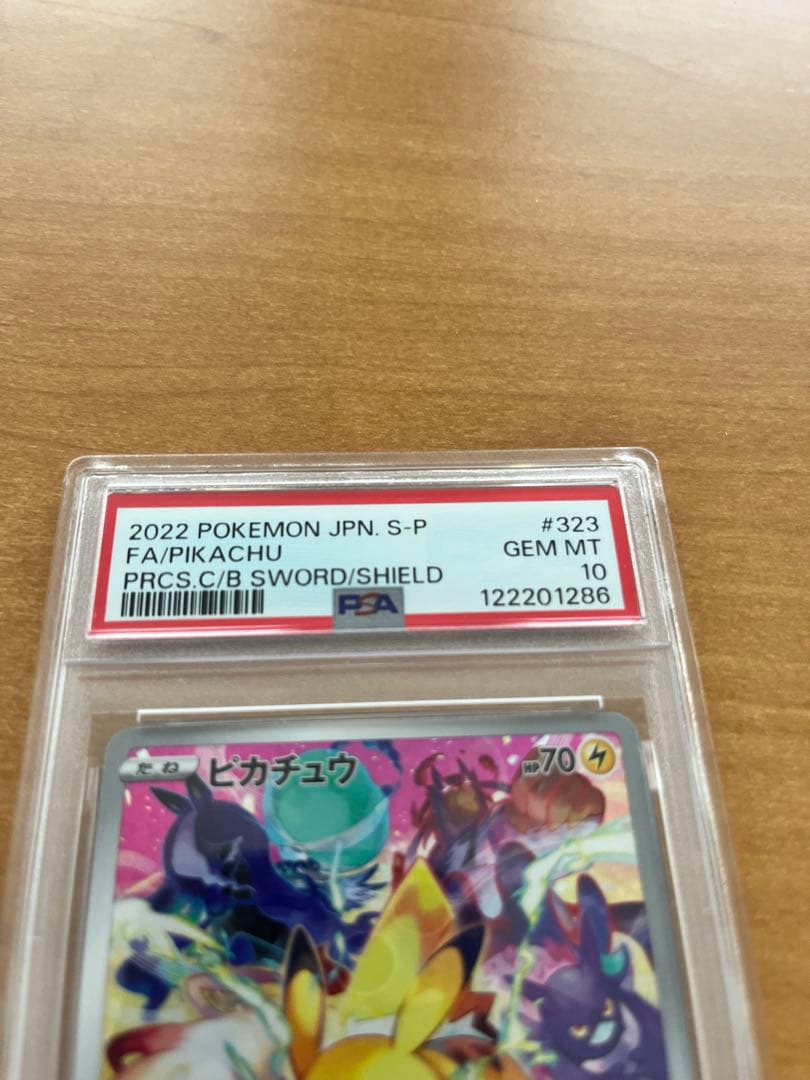 2022 POKEMON JPN. S-P #323
FA/PIKACHU GEM MT
PRCS.C/B SWORD/SHIELD 10
PSA 122201286
たね ピカチュウ HP70